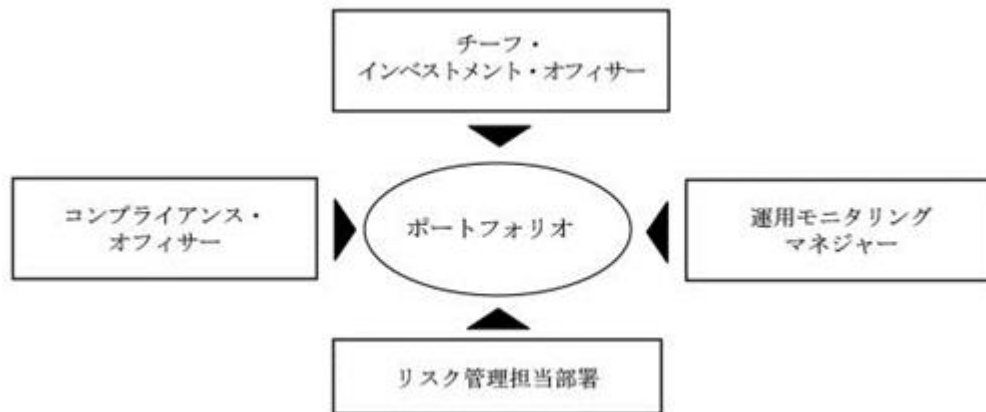 チーフ・
インベストメント・オフィサー
コンプライアンス・
オフィサー
ポートフォリオ
運用モニタリング
マネジャー
リスク管理担当部署